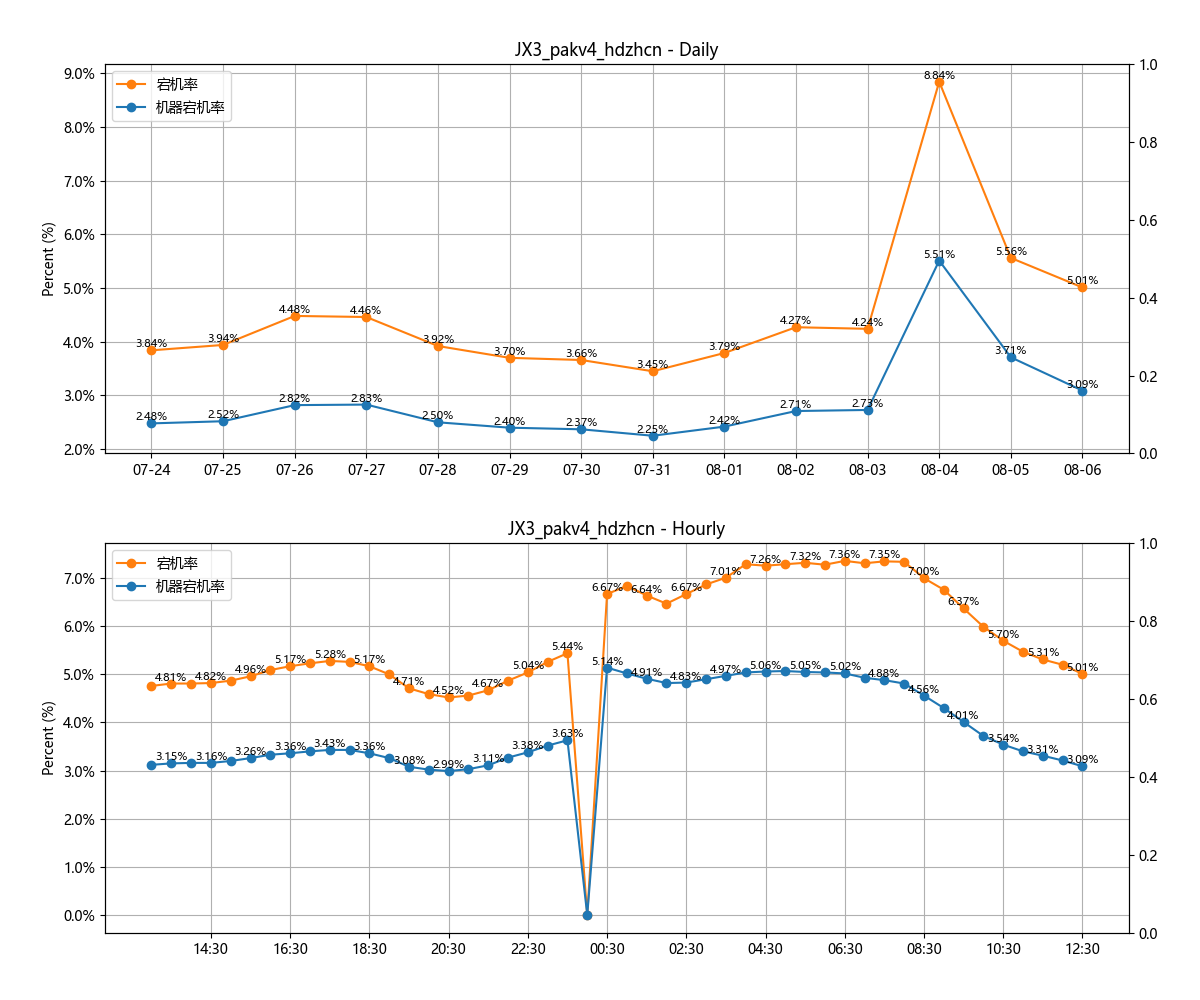 JX3_pakv4_hdzhcn - Daily
宕机率
机器宕机率
Percent (%)
9.0%
8.0%
7.0%
6.0%
5.0%
4.0%
3.0%
2.0%
1.0
0.8
0.6
0.4
0.2
0.0
3.84% 3.94% 4.48% 4.46% 3.92% 3.70% 3.66% 3.45% 3.79% 4.27% 4.24% 8.84% 5.56% 5.01%
2.48% 2.52% 2.82% 2.83% 2.50% 2.40% 2.37% 2.25% 2.42% 2.71% 2.73% 5.51% 3.71% 3.09%
07-24 07-25 07-26 07-27 07-28 07-29 07-30 07-31 08-01 08-02 08-03 08-04 08-05 08-06
JX3_pakv4_hdzhcn - Hourly
宕机率
机器宕机率
Percent (%)
7.0%
6.0%
5.0%
4.0%
3.0%
2.0%
1.0%
0.0%
1.0
0.8
0.6
0.4
0.2
0.0
4.81% 4.82% 4.96% 5.17% 5.28% 5.17% 4.71% 4.52% 4.67% 5.04% 5.44% 6.67% 6.64% 6.67% 7.01% 7.26% 7.32% 7.36% 7.35% 7.00% 6.37% 5.70% 5.31% 5.01%
3.15% 3.16% 3.26% 3.36% 3.43% 3.36% 3.08% 2.99% 3.11% 3.38% 3.63% 5.14% 4.91% 4.83% 4.97% 5.06% 5.05% 5.02% 4.88% 4.56% 4.01% 3.54% 3.31% 3.09%
14:30 16:30 18:30 20:30 22:30 00:30 02:30 04:30 06:30 08:30 10:30 12:30